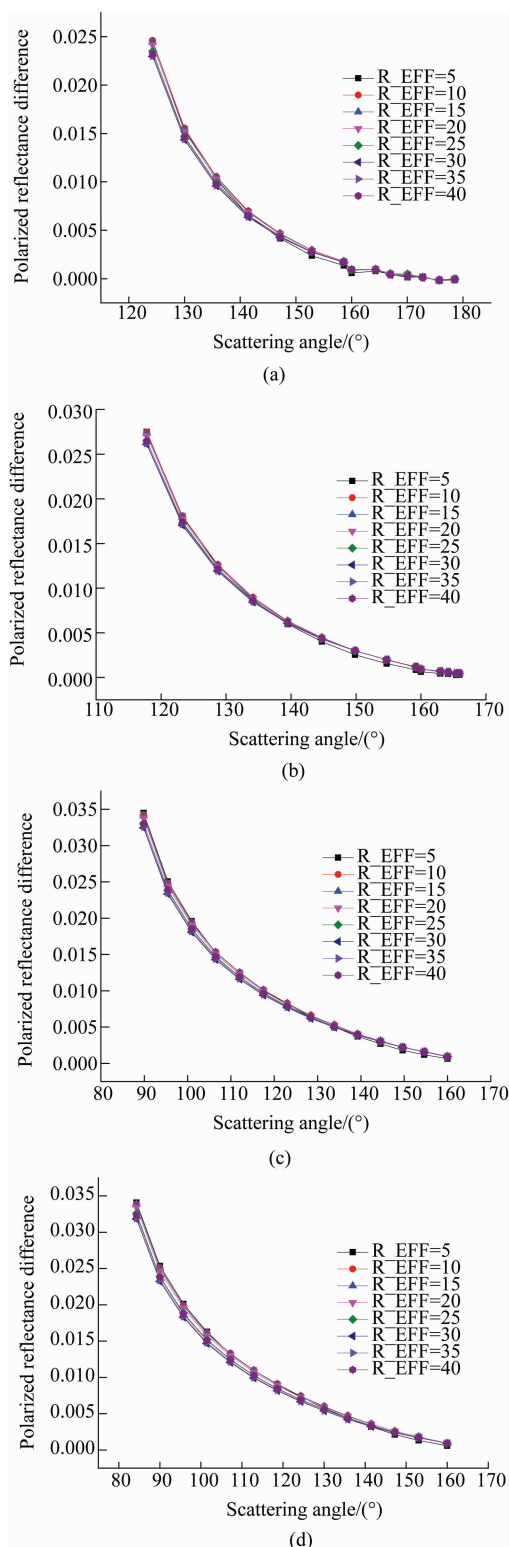 0.025
0.020
0.015
0.010
0.005
0.000
Polarized reflectance difference
R_EFF=5
R_EFF=10
R_EFF=15
R_EFF=20
R_EFF=25
R_EFF=30
R_EFF=35
R_EFF=40
120 130 140 150 160 170 180
Scattering angle/(°)
(a)
0.030
0.025
0.020
0.015
0.010
0.005
0.000
Polarized reflectance difference
R_EFF=5
R_EFF=10
R_EFF=15
R_EFF=20
R_EFF=25
R_EFF=30
R_EFF=35
R_EFF=40
110 120 130 140 150 160 170
Scattering angle/(°)
(b)
0.035
0.030
0.025
0.020
0.015
0.010
0.005
0.000
Polarized reflectance difference
R_EFF=5
R_EFF=10
R_EFF=15
R_EFF=20
R_EFF=25
R_EFF=30
R_EFF=35
R_EFF=40
80 90 100 110 120 130 140 150 160 170
Scattering angle/(°)
(c)
0.035
0.030
0.025
0.020
0.015
0.010
0.005
0.000
Polarized reflectance difference
R_EFF=5
R_EFF=10
R_EFF=15
R_EFF=20
R_EFF=25
R_EFF=30
R_EFF=35
R_EFF=40
80 90 100 110 120 130 140 150 160 170
Scattering angle/(°)
(d)